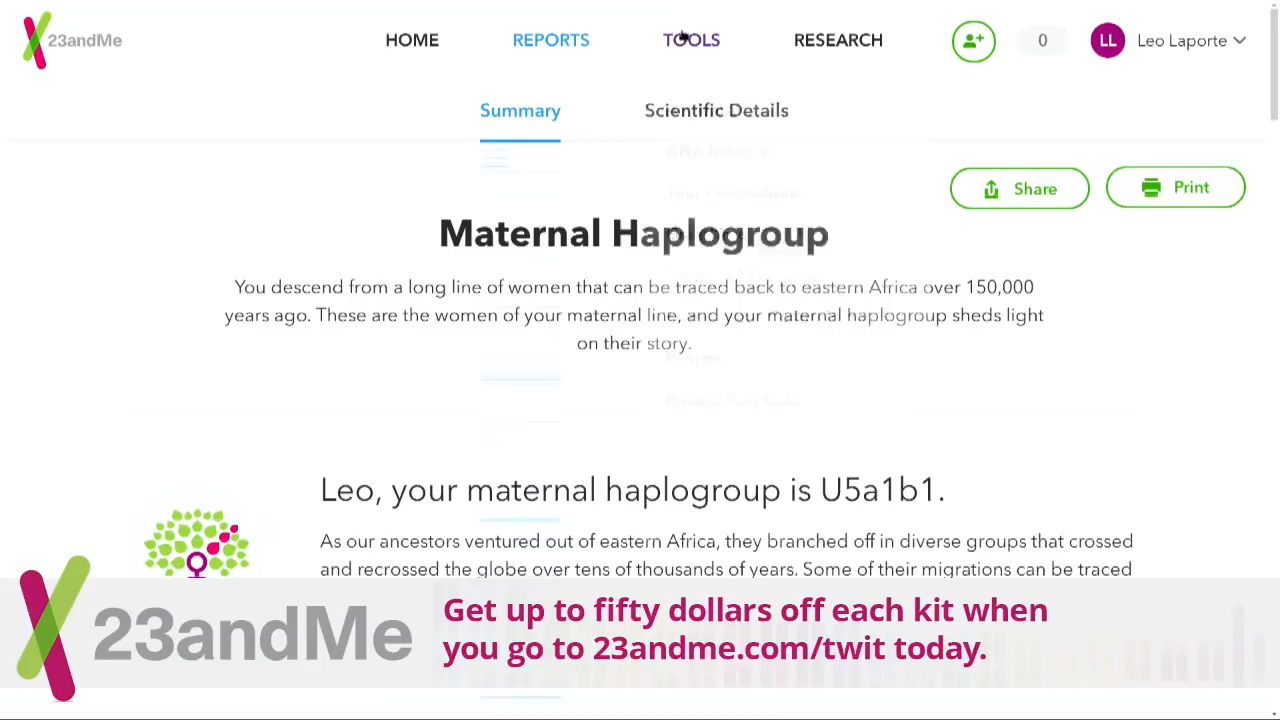 23andMe
HOME
REPORTS
TOOLS
RESEARCH
0
LL
Leo Laporte
Summary
Scientific Details
Share
Print
Maternal Haplogroup
You descend from a long line of women that can be traced back to eastern Africa over 150,000
years ago. These are the women of your maternal line, and your maternal haplogroup sheds light
on their story.
Leo, your maternal haplogroup is U5a1b1.
As our ancestors ventured out of eastern Africa, they branched off in diverse groups that crossed
and recrossed the globe over tens of thousands of years. Some of their migrations can be traced
23andMe
Get up to fifty dollars off each kit when
you go to 23andme.com/twit today.